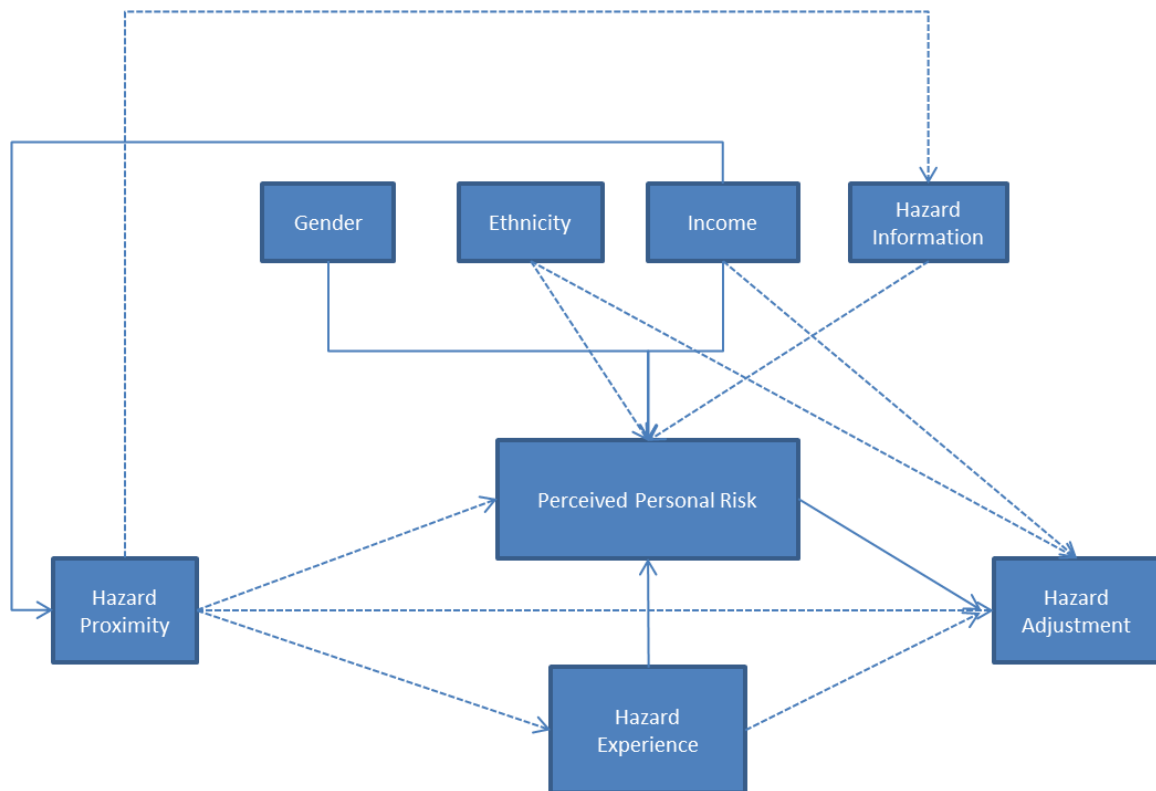 Gender
Ethnicity
Income
Hazard
Information
Perceived Personal Risk
Hazard
Proximity
Hazard
Adjustment
Hazard
Experience